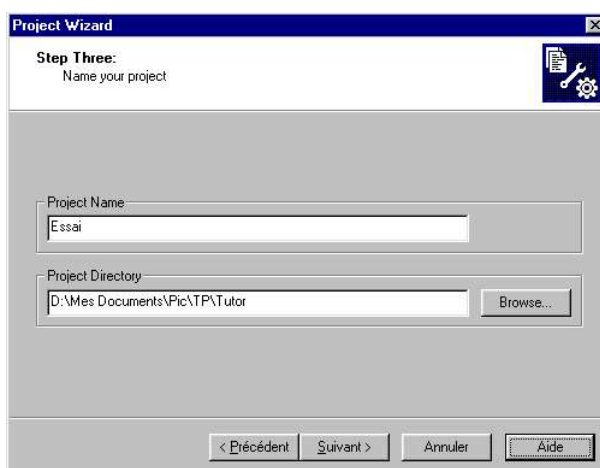 Project Wizard
Step Three:
Name your project
Project Name
Essai
Project Directory
D:\Mes Documents\Pic\TP\Tutor
Browse...
< Précédent Suivant > Annuler Aide